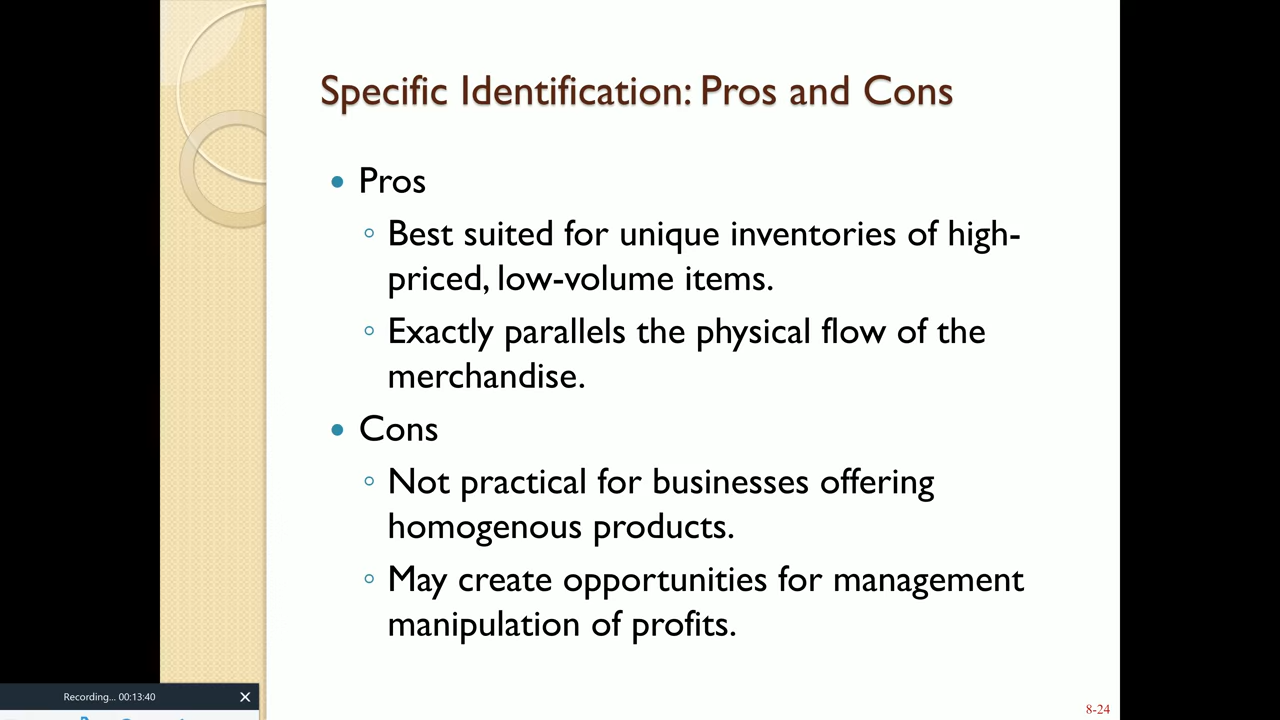 Specific Identification: Pros and Cons
• Pros
◦ Best suited for unique inventories of high-
priced, low-volume items.
◦ Exactly parallels the physical flow of the
merchandise.
• Cons
◦ Not practical for businesses offering
homogenous products.
◦ May create opportunities for management
manipulation of profits.
Recording... 00:13:40
8-24